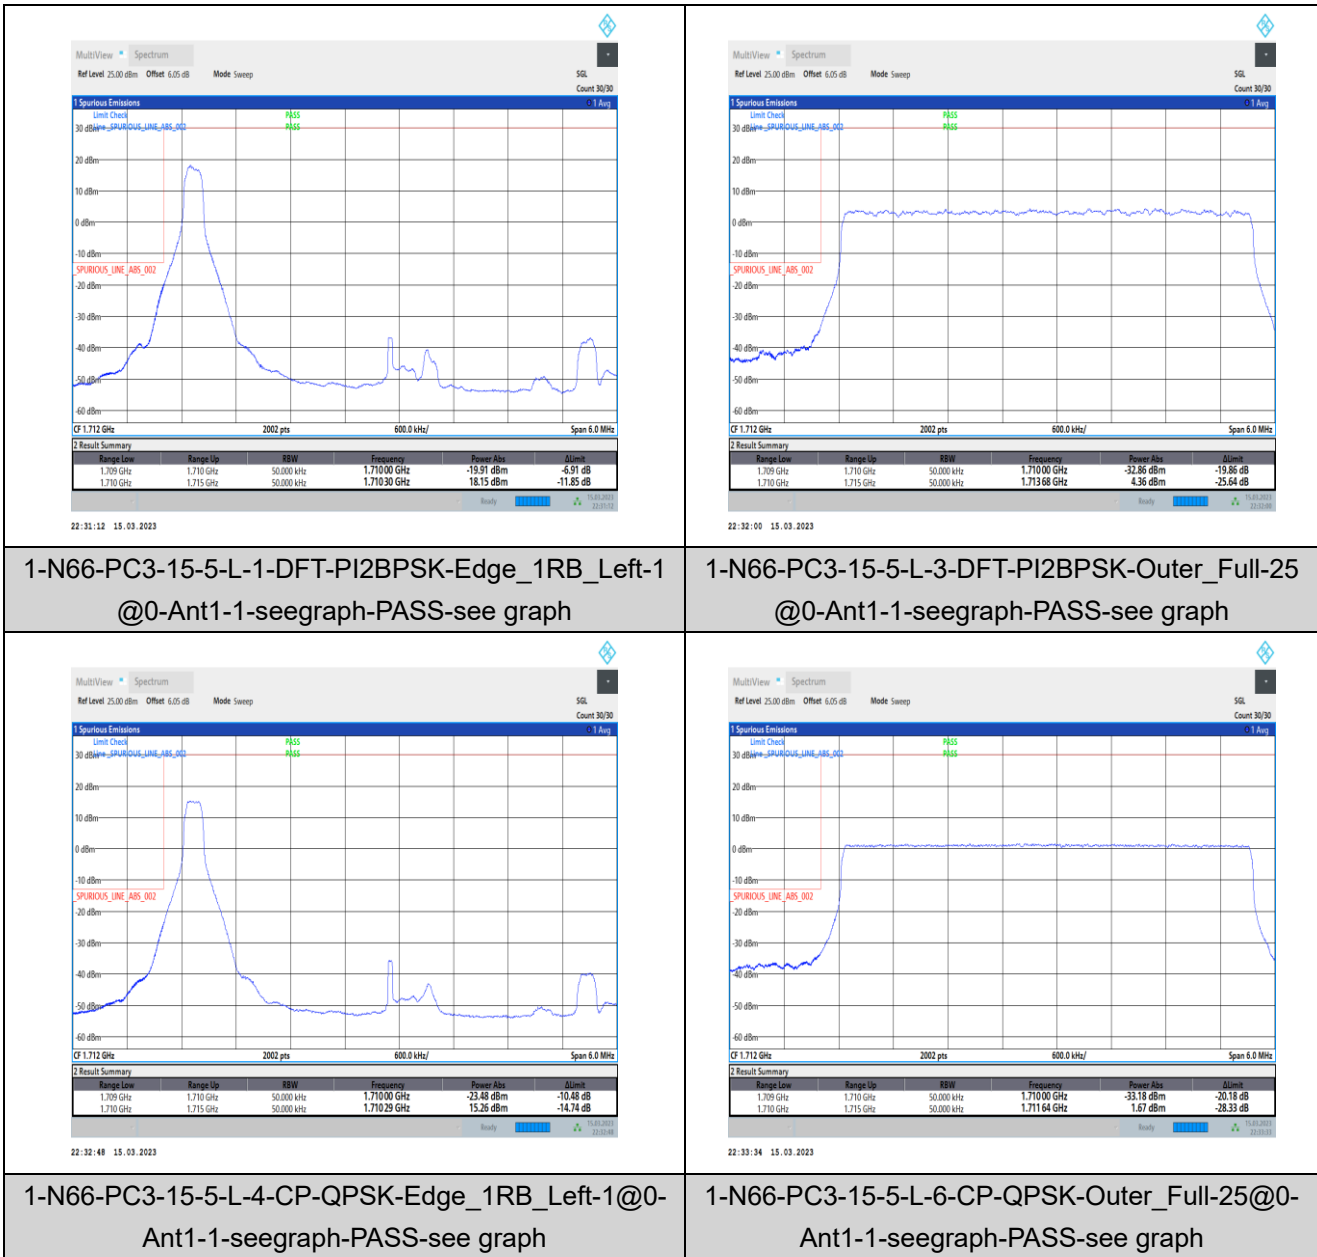 MultiView Spectrum
Ref Level 25.00 dBm Offset 6.05 dB Mode Sweep SGL
Count 30/30
1 Spurious Emissions 1 Avg
Limit Check PASS
30 dBm Line _SPURIOUS_LINE_ABS_002 PASS
20 dBm
10 dBm
0 dBm
-10 dBm
_SPURIOUS_LINE_ABS_002
-20 dBm
-30 dBm
-40 dBm
-50 dBm
-60 dBm
CF 1.712 GHz 2002 pts 600.0 kHz/ Span 6.0 MHz
2 Result Summary
Range Low Range Up RBW Frequency Power Abs ΔLimit
1.709 GHz 1.710 GHz 50.000 kHz 1.71000 GHz -19.91 dBm -6.91 dB
1.710 GHz 1.715 GHz 50.000 kHz 1.71030 GHz 18.15 dBm -11.85 dB
Ready 15.03.2023
22:31:12
22:31:12 15.03.2023
1-N66-PC3-15-5-L-1-DFT-PI2BPSK-Edge_1RB_Left-1
@0-Ant1-1-seegraph-PASS-see graph
MultiView Spectrum
Ref Level 25.00 dBm Offset 6.05 dB Mode Sweep SGL
Count 30/30
1 Spurious Emissions 1 Avg
Limit Check PASS
30 dBm Line _SPURIOUS_LINE_ABS_002 PASS
20 dBm
10 dBm
0 dBm
-10 dBm
_SPURIOUS_LINE_ABS_002
-20 dBm
-30 dBm
-40 dBm
-50 dBm
-60 dBm
CF 1.712 GHz 2002 pts 600.0 kHz/ Span 6.0 MHz
2 Result Summary
Range Low Range Up RBW Frequency Power Abs ΔLimit
1.709 GHz 1.710 GHz 50.000 kHz 1.71000 GHz -32.86 dBm -19.86 dB
1.710 GHz 1.715 GHz 50.000 kHz 1.71368 GHz 4.36 dBm -25.64 dB
Ready 15.03.2023
22:32:00
22:32:00 15.03.2023
1-N66-PC3-15-5-L-3-DFT-PI2BPSK-Outer_Full-25
@0-Ant1-1-seegraph-PASS-see graph
MultiView Spectrum
Ref Level 25.00 dBm Offset 6.05 dB Mode Sweep SGL
Count 30/30
1 Spurious Emissions 1 Avg
Limit Check PASS
30 dBm Line _SPURIOUS_LINE_ABS_002 PASS
20 dBm
10 dBm
0 dBm
-10 dBm
_SPURIOUS_LINE_ABS_002
-20 dBm
-30 dBm
-40 dBm
-50 dBm
-60 dBm
CF 1.712 GHz 2002 pts 600.0 kHz/ Span 6.0 MHz
2 Result Summary
Range Low Range Up RBW Frequency Power Abs ΔLimit
1.709 GHz 1.710 GHz 50.000 kHz 1.71000 GHz -23.48 dBm -10.48 dB
1.710 GHz 1.715 GHz 50.000 kHz 1.71029 GHz 15.26 dBm -14.74 dB
Ready 15.03.2023
22:32:48
22:32:48 15.03.2023
1-N66-PC3-15-5-L-4-CP-QPSK-Edge_1RB_Left-1@0-
Ant1-1-seegraph-PASS-see graph
MultiView Spectrum
Ref Level 25.00 dBm Offset 6.05 dB Mode Sweep SGL
Count 30/30
1 Spurious Emissions 1 Avg
Limit Check PASS
30 dBm Line _SPURIOUS_LINE_ABS_002 PASS
20 dBm
10 dBm
0 dBm
-10 dBm
_SPURIOUS_LINE_ABS_002
-20 dBm
-30 dBm
-40 dBm
-50 dBm
-60 dBm
CF 1.712 GHz 2002 pts 600.0 kHz/ Span 6.0 MHz
2 Result Summary
Range Low Range Up RBW Frequency Power Abs ΔLimit
1.709 GHz 1.710 GHz 50.000 kHz 1.71000 GHz -33.18 dBm -20.18 dB
1.710 GHz 1.715 GHz 50.000 kHz 1.71164 GHz 1.67 dBm -28.33 dB
Ready 15.03.2023
22:33:33
22:33:34 15.03.2023
1-N66-PC3-15-5-L-6-CP-QPSK-Outer_Full-25@0-
Ant1-1-seegraph-PASS-see graph